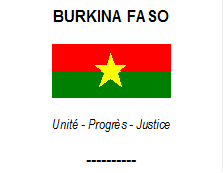 BURKINA FASO
Unité - Progrès - Justice
----------